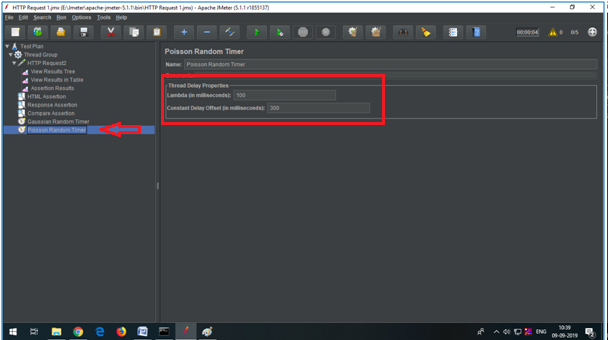 HTTP Request 1.jmx (E:\Jmeter\apache-jmeter-5.1.1\bin\HTTP Request 1.jmx) - Apache JMeter (5.1.1 r1855137)
File Edit Search Run Options Tools Help
00:00:04 0 0/5
Test Plan
Thread Group
HTTP Request2
View Results Tree
View Results in Table
Assertion Results
HTML Assertion
Response Assertion
Compare Assertion
Gaussian Random Timer
Poisson Random Timer
Poisson Random Timer
Name: Poisson Random Timer
Thread Delay Properties
Lambda (in milliseconds): 100
Constant Delay Offset (in milliseconds): 300
ENG
10:39
09-09-2019